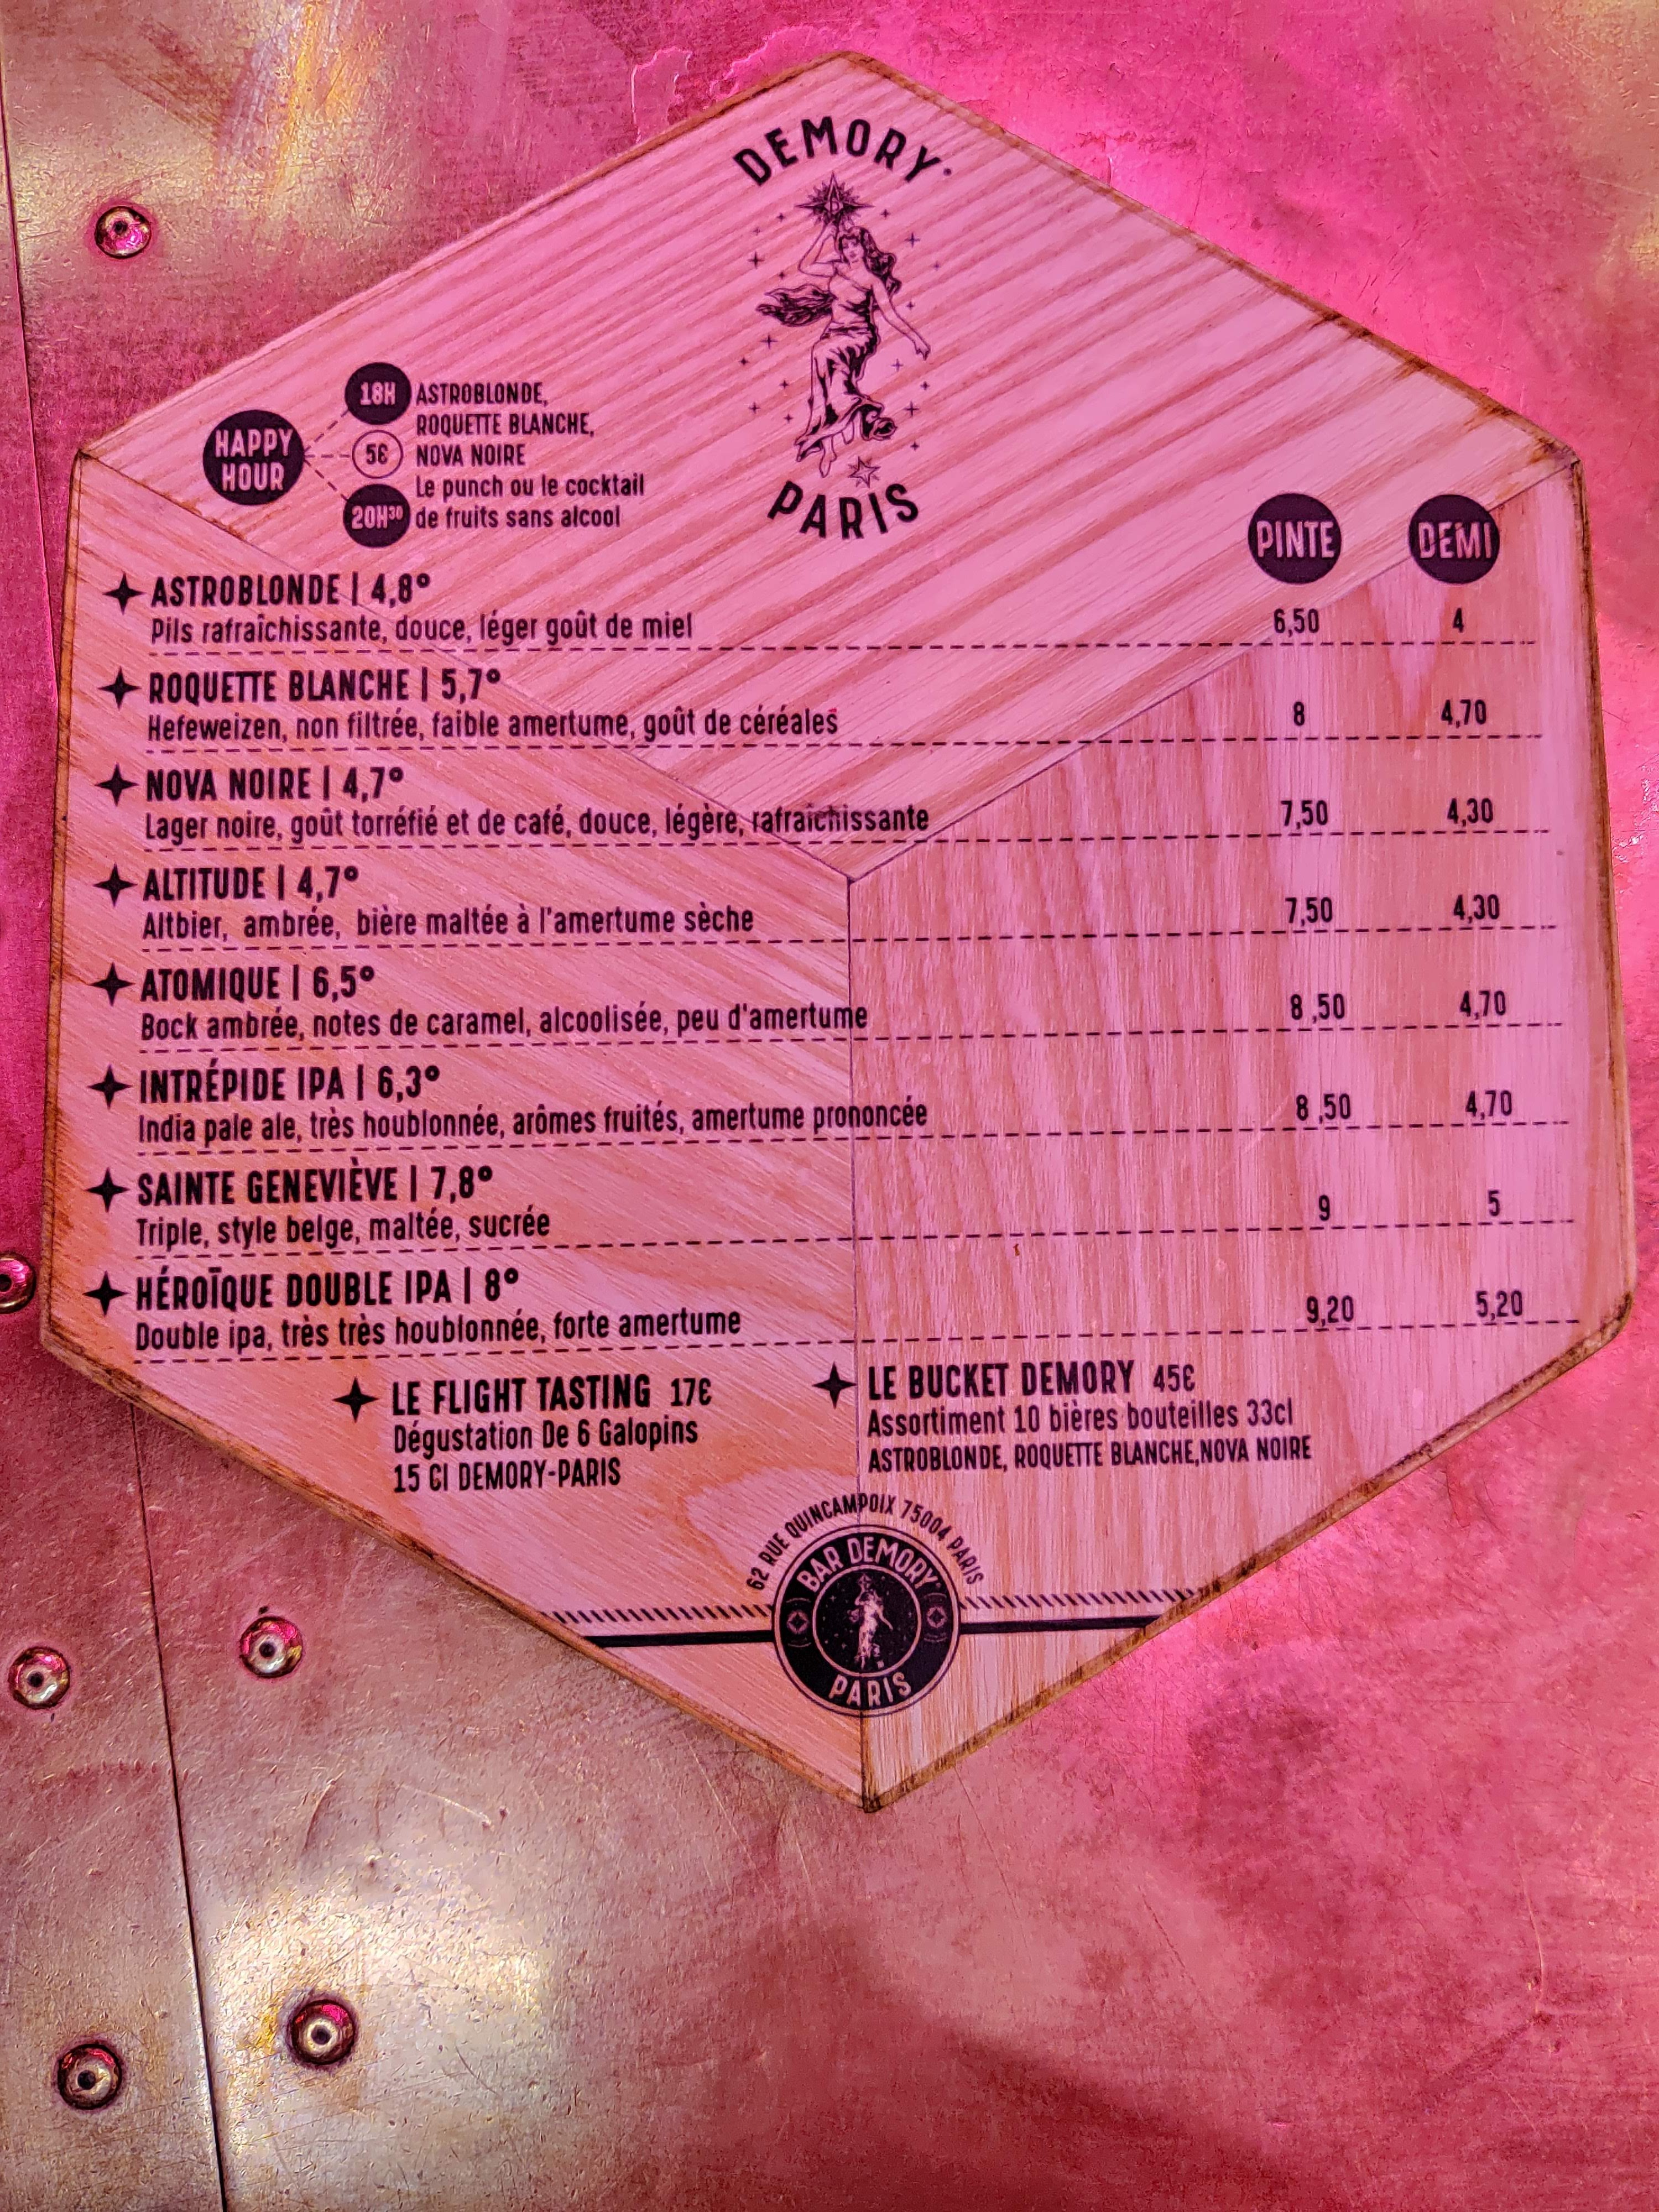 DEMORY
PARIS
HAPPY
HOUR
18H
5€
20H30
ASTROBLONDE,
ROQUETTE BLANCHE,
NOVA NOIRE
Le punch ou le cocktail
de fruits sans alcool
PINTE DEMI
ASTROBLONDE | 4,8°
Pils rafraîchissante, douce, léger goût de miel 6,50 4
ROQUETTE BLANCHE | 5,7°
Hefeweizen, non filtrée, faible amertume, goût de céréales 8 4,70
NOVA NOIRE | 4,7°
Lager noire, goût torréfié et de café, douce, légère, rafraîchissante 7,50 4,30
ALTITUDE | 4,7°
Altbier, ambrée, bière maltée à l'amertume sèche 7,50 4,30
ATOMIQUE | 6,5°
Bock ambrée, notes de caramel, alcoolisée, peu d'amertume 8 ,50 4,70
INTRÉPIDE IPA | 6,3°
India pale ale, très houblonnée, arômes fruités, amertume prononcée 8 ,50 4,70
SAINTE GENEVIÈVE | 7,8°
Triple, style belge, maltée, sucrée 9 5
HÉROÏQUE DOUBLE IPA | 8°
Double ipa, très très houblonnée, forte amertume 9,20 5,20
LE FLIGHT TASTING 17€
Dégustation De 6 Galopins
15 Cl DEMORY-PARIS
LE BUCKET DEMORY 45€
Assortiment 10 bières bouteilles 33cl
ASTROBLONDE, ROQUETTE BLANCHE,NOVA NOIRE
62 RUE QUINCAMPOIX 75004 PARIS
BAR DEMORY
PARIS